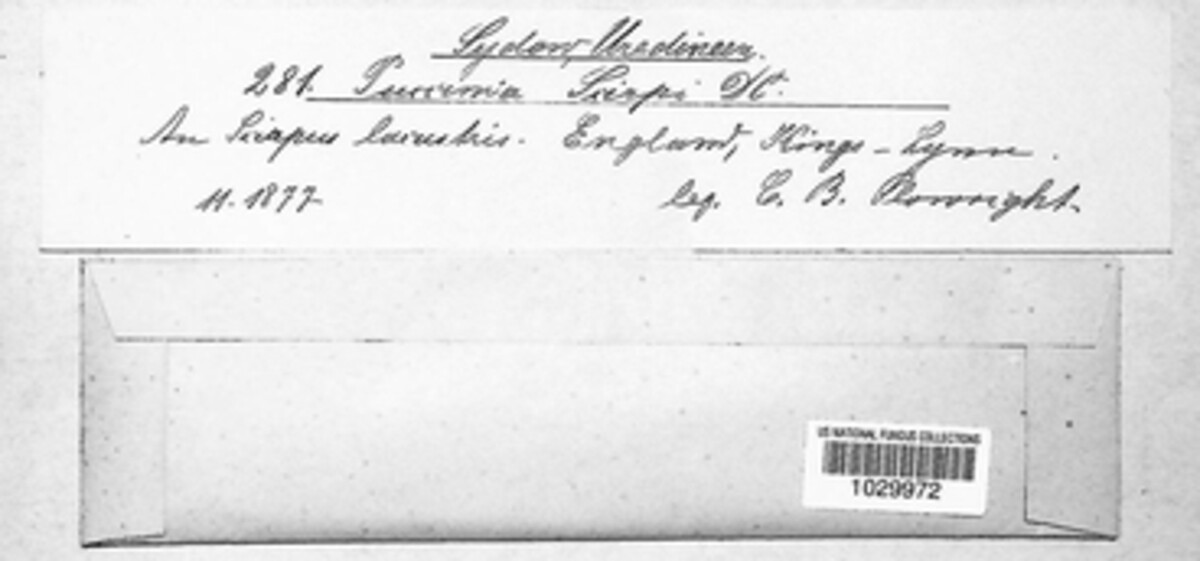 Sydow, Uredineen.
281. Puccinia Scirpi DC.
An Scirpus lacustris. England, Kings-Lynn.
11. 1877
leg. C. B. Plowright.
US NATIONAL FUNGUS COLLECTIONS
1029972